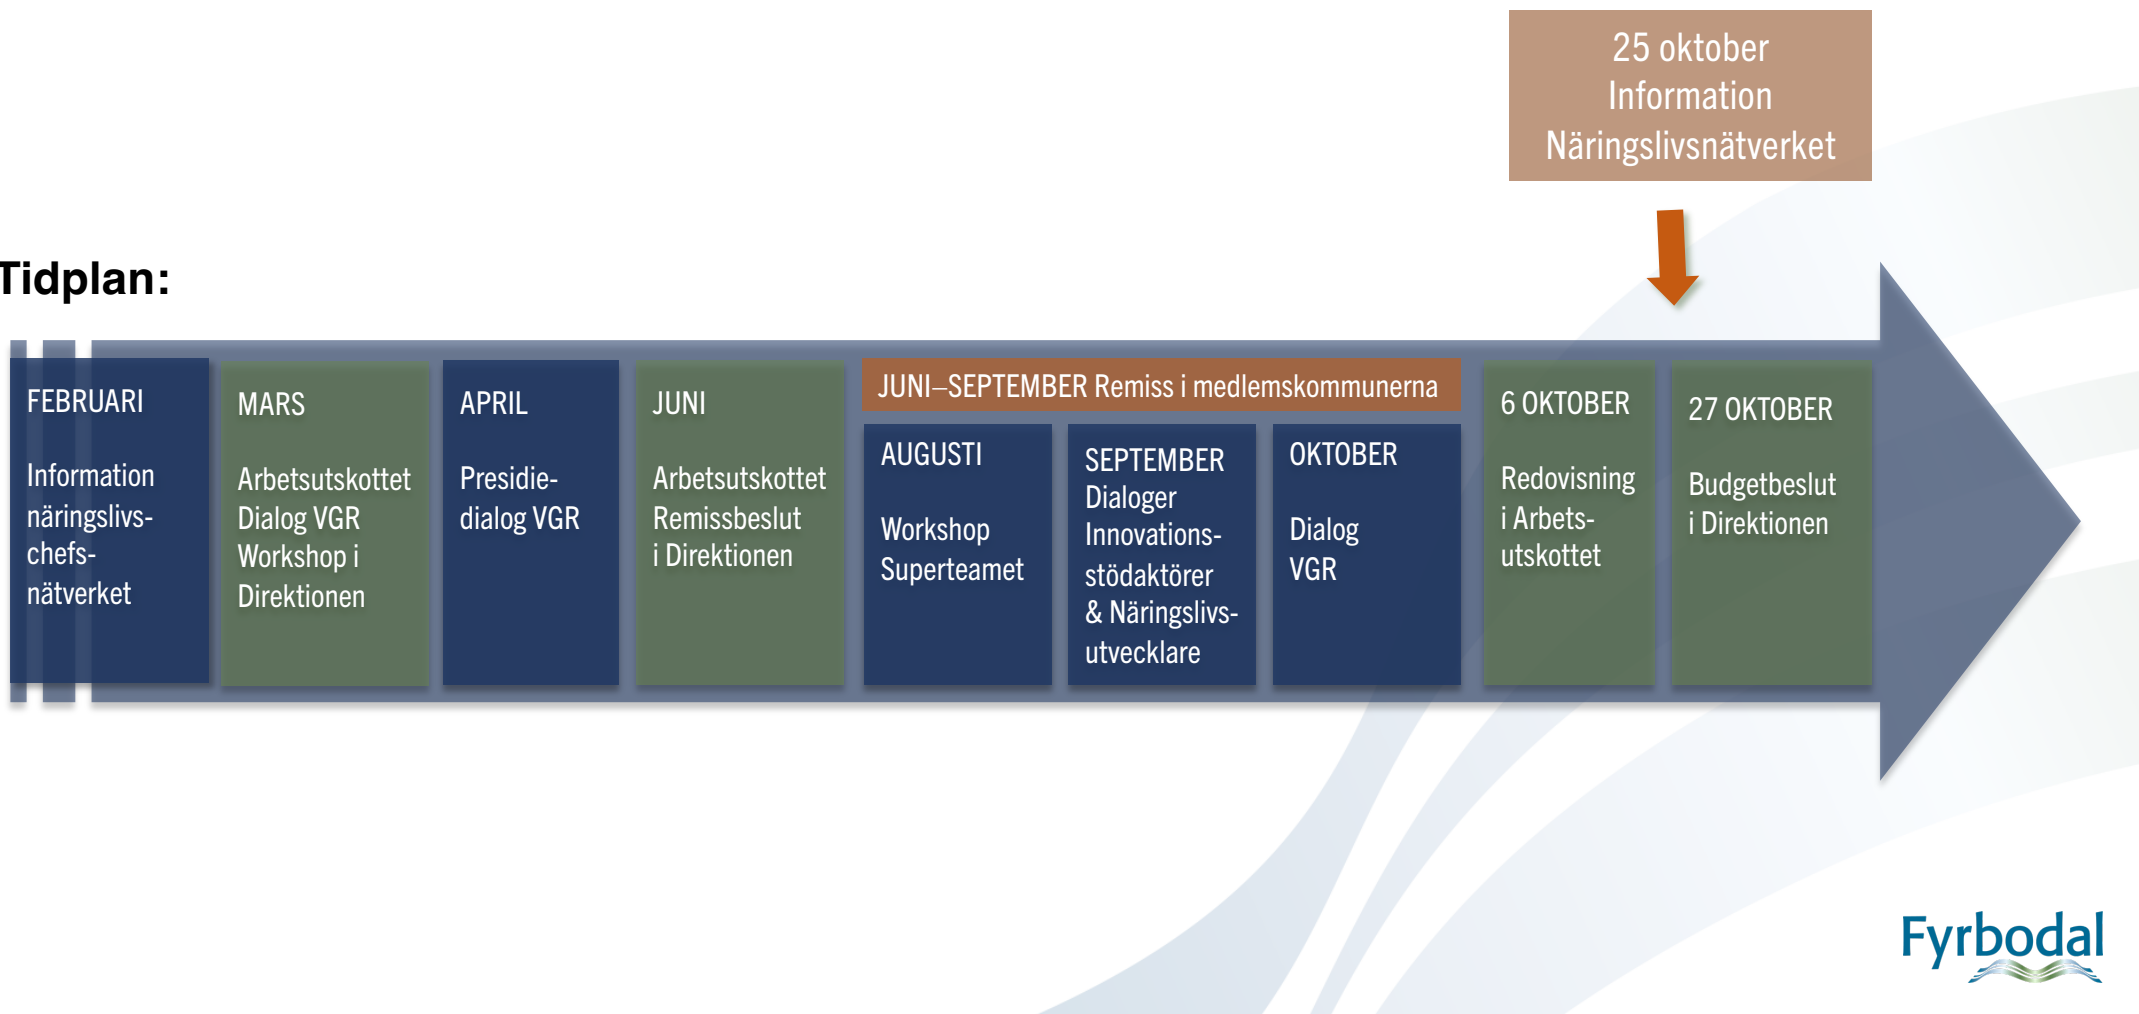 25 oktober
Information
Näringslivsnätverket
Tidplan:
FEBRUARI
Information
näringslivs-
chefs-
nätverket
MARS
Arbetsutskottet
Dialog VGR
Workshop i
Direktionen
APRIL
Presidie-
dialog VGR
JUNI
Arbetsutskottet
Remissbeslut
i Direktionen
JUNI–SEPTEMBER Remiss i medlemskommunerna
AUGUSTI
Workshop
Superteamet
SEPTEMBER
Dialoger
Innovations-
stödaktörer
& Näringslivs-
utvecklare
OKTOBER
Dialog
VGR
6 OKTOBER
Redovisning
i Arbets-
utskottet
27 OKTOBER
Budgetbeslut
i Direktionen
Fyrbodal